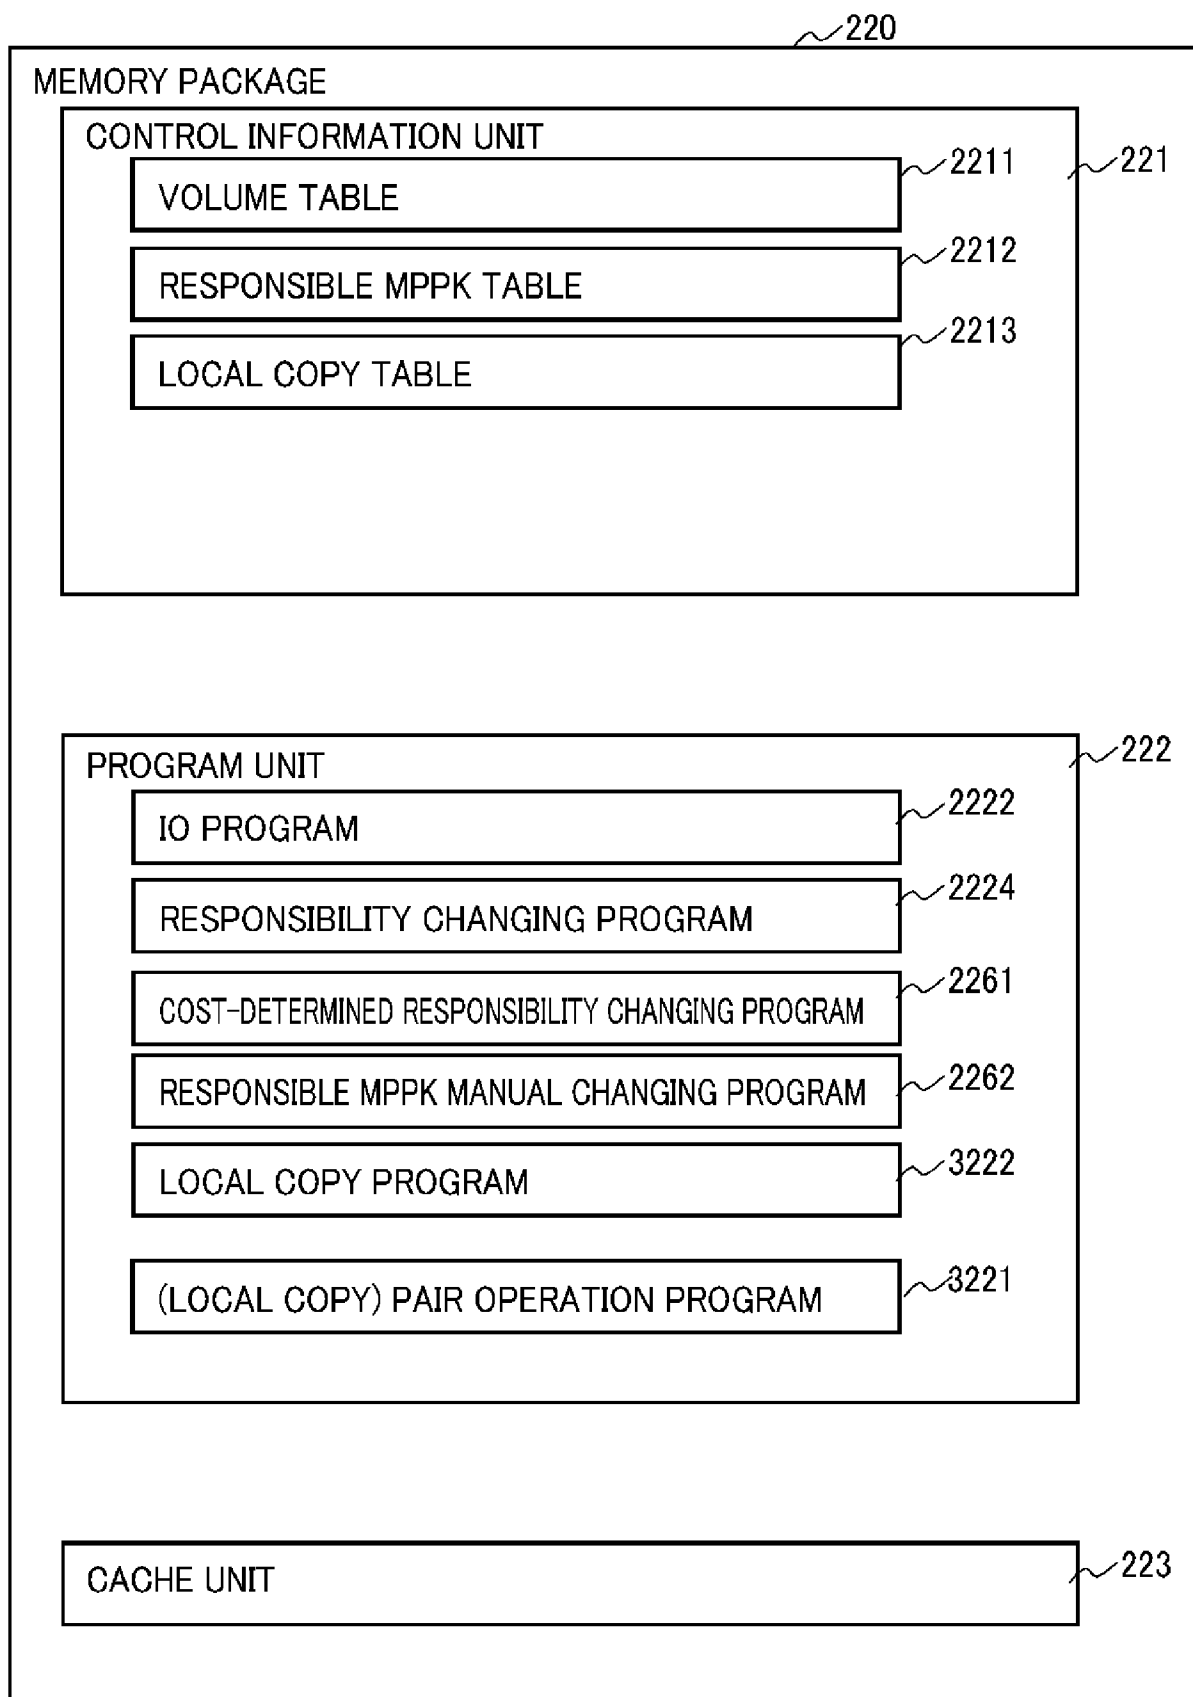 220
MEMORY PACKAGE
CONTROL INFORMATION UNIT
221
VOLUME TABLE
2211
RESPONSIBLE MPPK TABLE
2212
LOCAL COPY TABLE
2213
PROGRAM UNIT
222
IO PROGRAM
2222
RESPONSIBILITY CHANGING PROGRAM
2224
COST-DETERMINED RESPONSIBILITY CHANGING PROGRAM
2261
RESPONSIBLE MPPK MANUAL CHANGING PROGRAM
2262
LOCAL COPY PROGRAM
3222
(LOCAL COPY) PAIR OPERATION PROGRAM
3221
CACHE UNIT
223